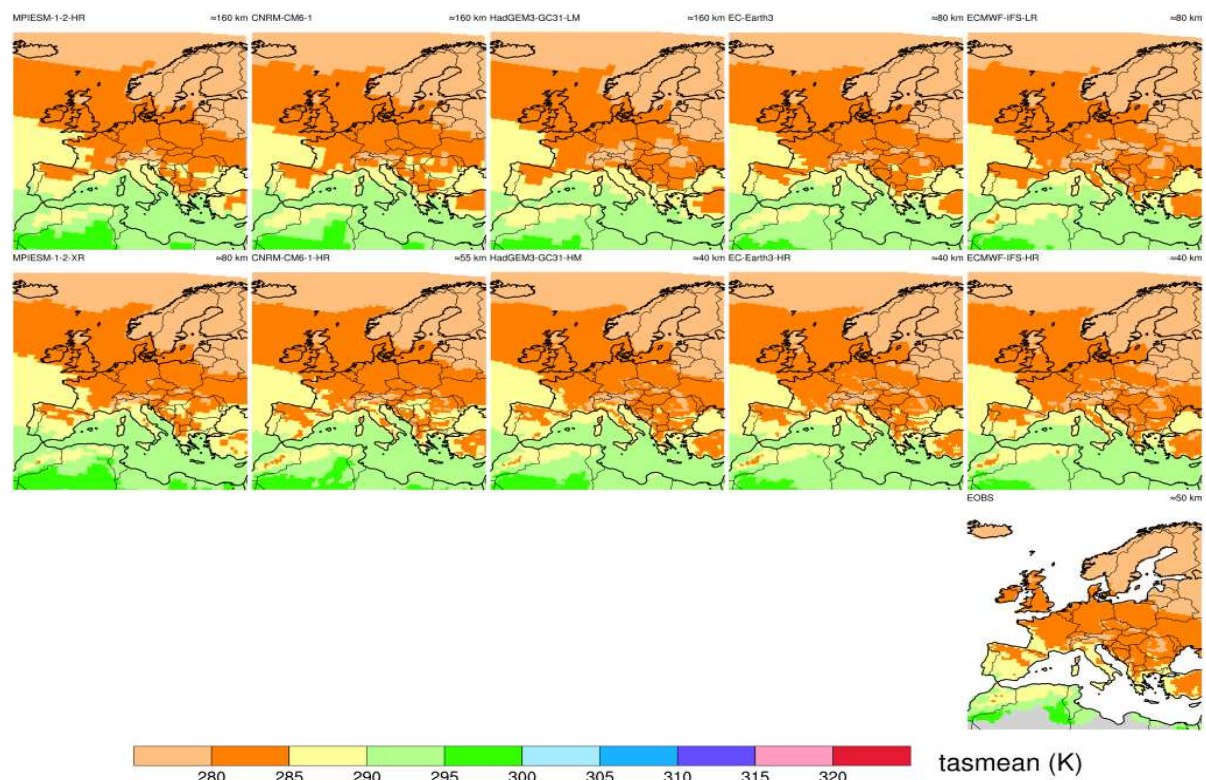 MPIESM-1-2-HR ≈160 km CNRM-CM6-1 ≈160 km HadGEM3-GC31-LM ≈160 km EC-Earth3 ≈80 km ECMWF-IFS-LR ≈80 km
MPIESM-1-2-XR ≈80 km CNRM-CM6-1-HR ≈55 km HadGEM3-GC31-HM ≈40 km EC-Earth3-HR ≈40 km ECMWF-IFS-HR ≈40 km
EOBS ≈50 km
280 285 290 295 300 305 310 315 320
tasmean (K)